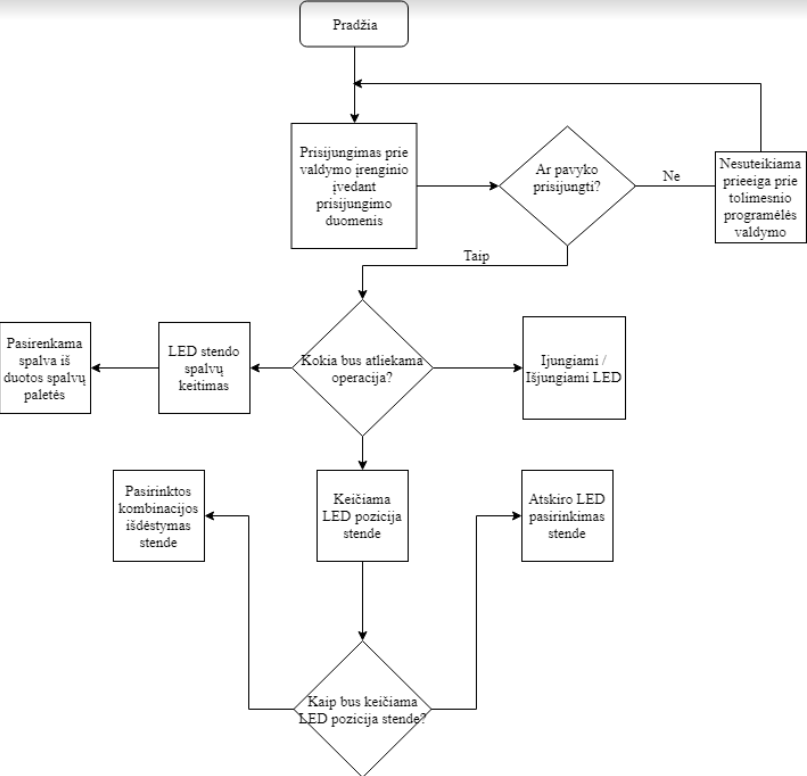 Pradžia
Prisijungimas prie
valdymo įrenginio
įvedant
prisijungimo
duomenis
Ar pavyko
prisijungti?
Ne
Nesuteikiama
prieeiga prie
tolimesnio
programėlės
valdymo
Taip
Pasirenkama
spalva iš
duotos spalvų
paletės
LED stendo
spalvų
keitimas
Kokia bus atliekama
operacija?
Ijungiami /
Išjungiami LED
Pasirinktos
kombinacijos
išdėstymas
stende
Keičiama
LED pozicija
stende
Atskiro LED
pasirinkimas
stende
Kaip bus keičiama
LED pozicija stende?